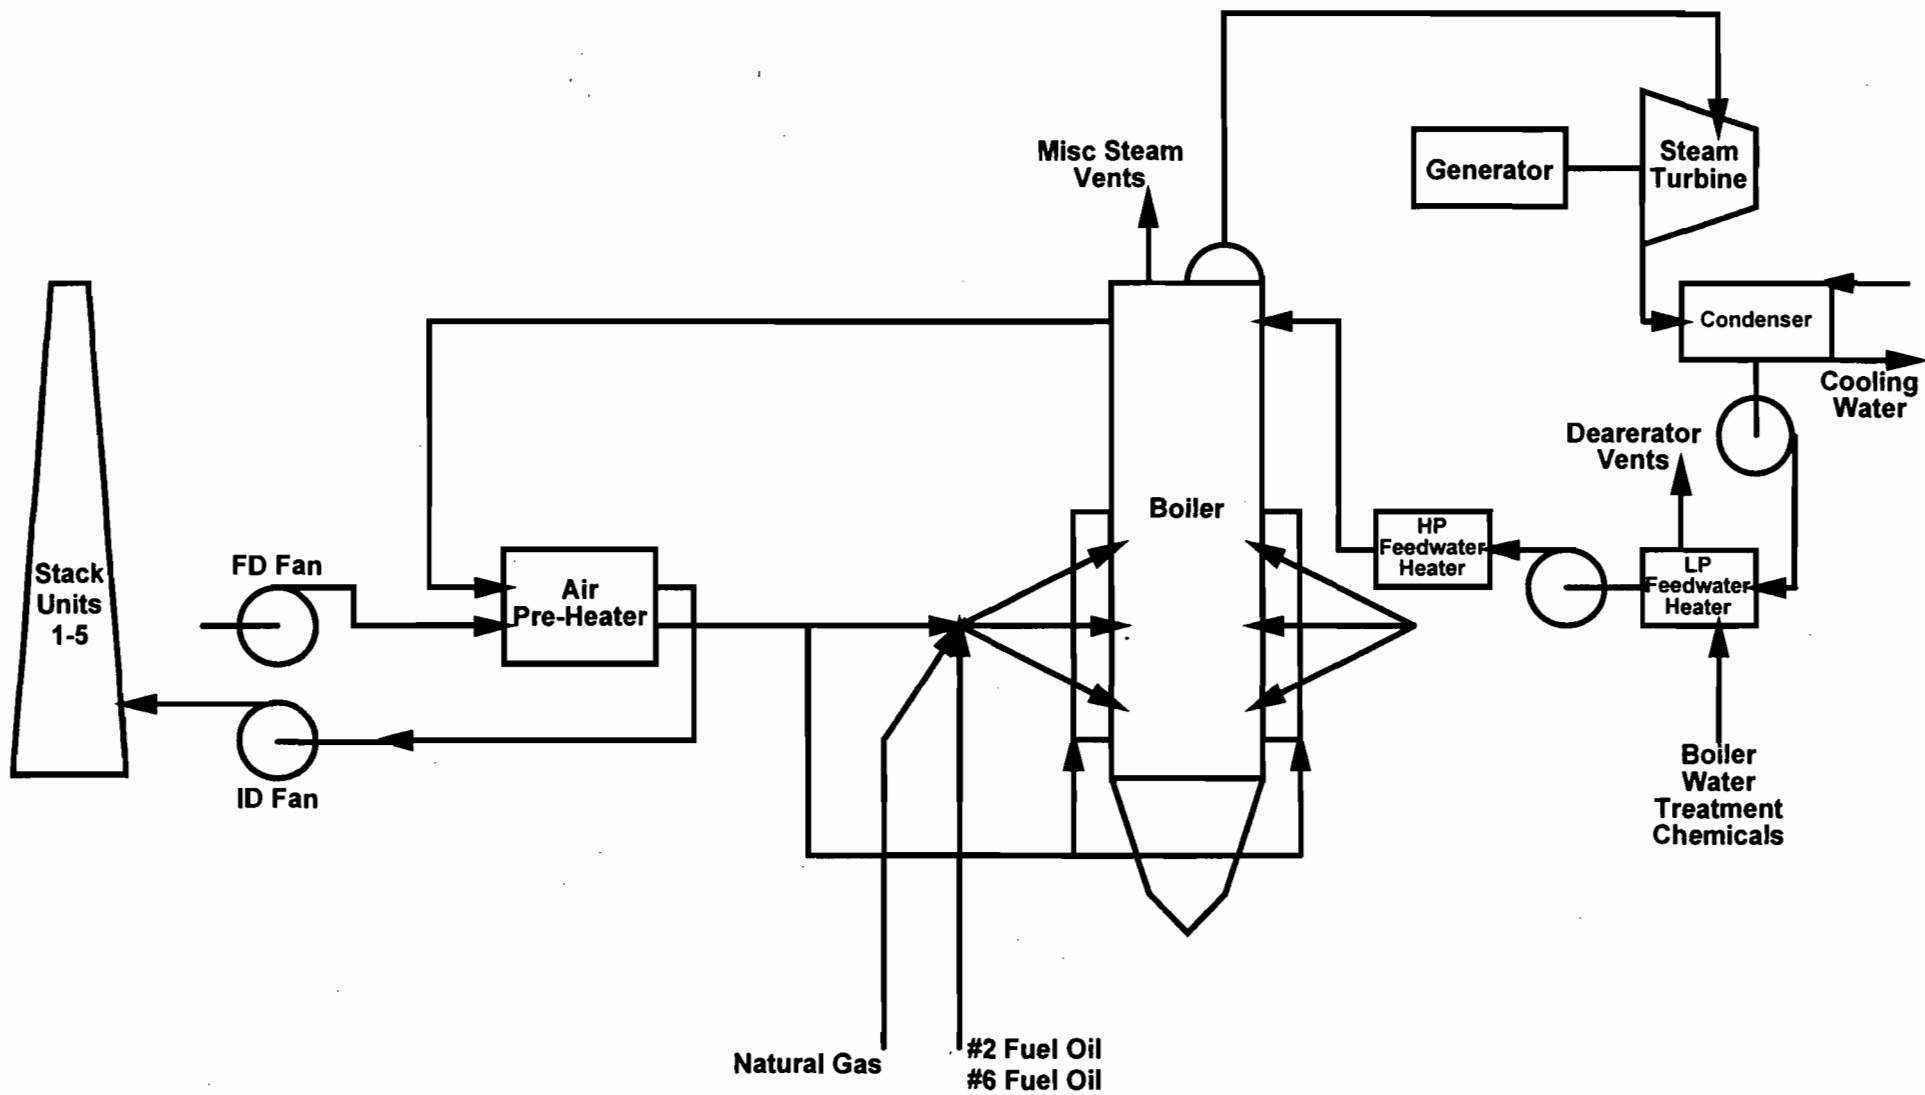 Misc Steam
Vents
Generator
Steam
Turbine
Condenser
Cooling
Water
Dearerator
Vents
Boiler
HP
Feedwater
Heater
LP
Feedwater
Heater
Stack
Units
1-5
FD Fan
Air
Pre-Heater
ID Fan
Boiler
Water
Treatment
Chemicals
Natural Gas
#2 Fuel Oil
#6 Fuel Oil